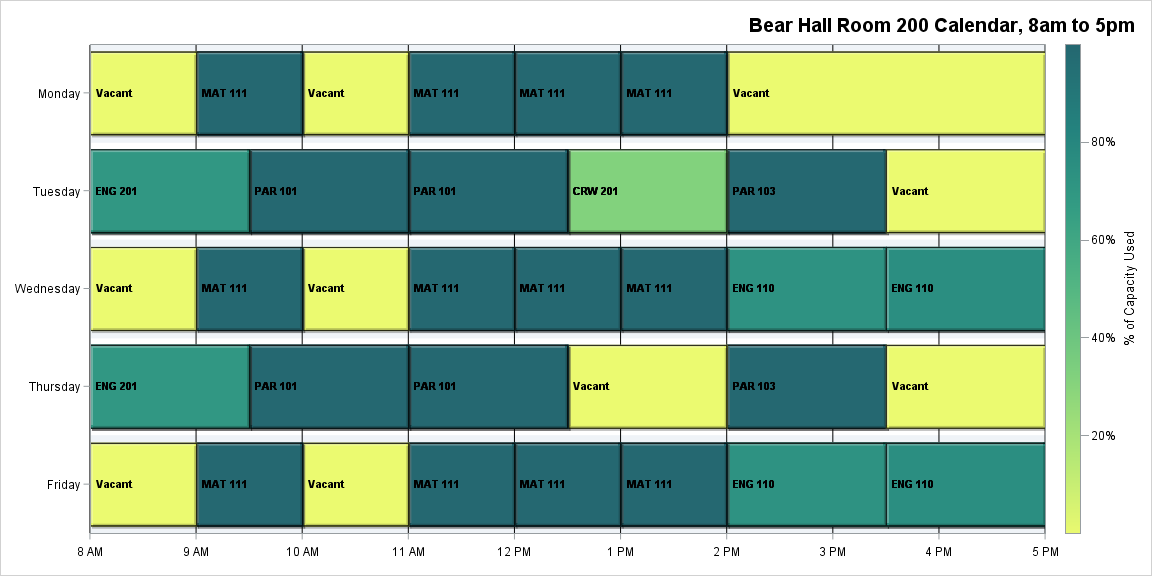 Bear Hall Room 200 Calendar, 8am to 5pm
Monday
Vacant
MAT 111
Vacant
MAT 111
MAT 111
MAT 111
Vacant
Tuesday
ENG 201
PAR 101
PAR 101
CRW 201
PAR 103
Vacant
Wednesday
Vacant
MAT 111
Vacant
MAT 111
MAT 111
MAT 111
ENG 110
ENG 110
Thursday
ENG 201
PAR 101
PAR 101
Vacant
PAR 103
Vacant
Friday
Vacant
MAT 111
Vacant
MAT 111
MAT 111
MAT 111
ENG 110
ENG 110
8 AM
9 AM
10 AM
11 AM
12 PM
1 PM
2 PM
3 PM
4 PM
5 PM
80%
60%
40%
20%
% of Capacity Used